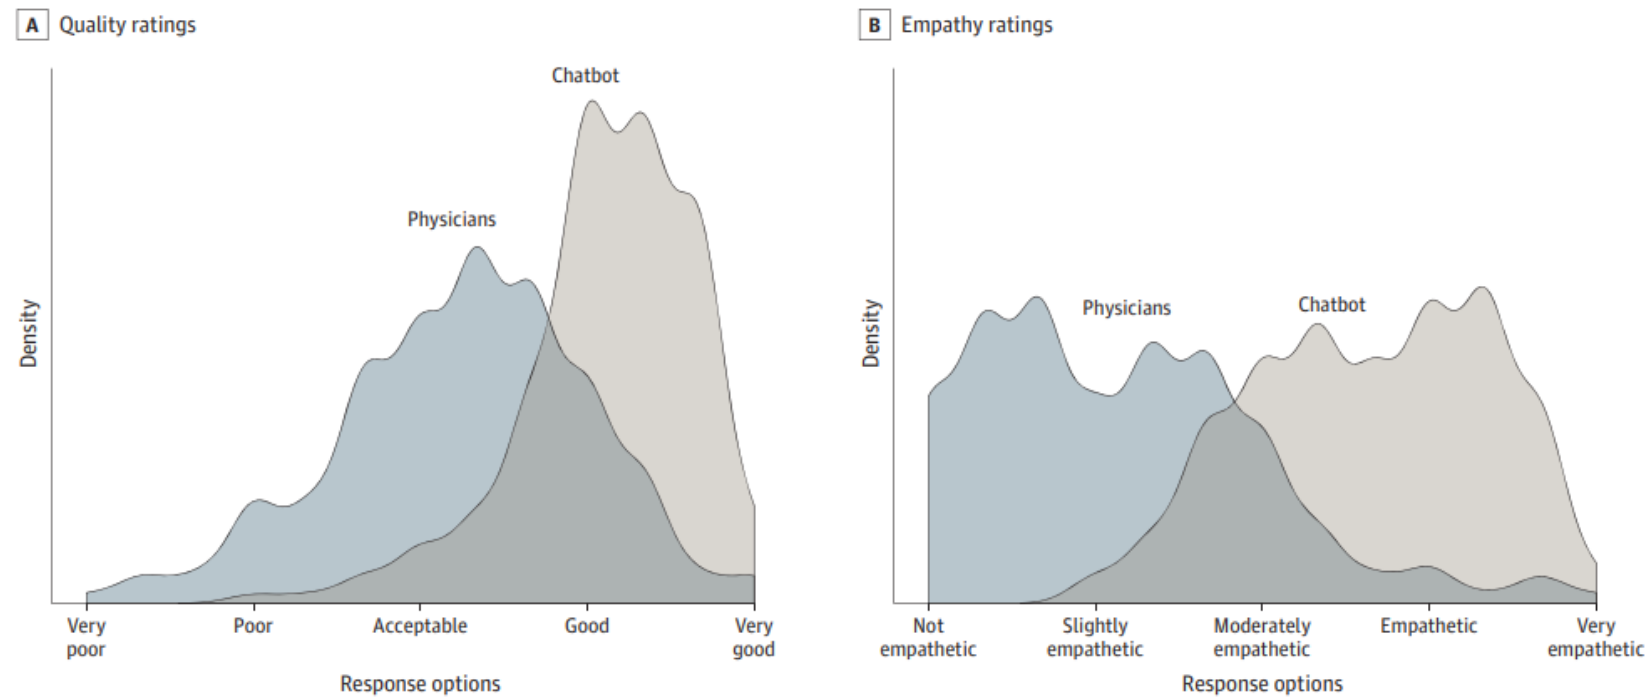 A Quality ratings
Chatbot
Physicians
Density
Very poor
Poor
Acceptable
Good
Very good
Response options
B Empathy ratings
Physicians
Chatbot
Density
Not empathetic
Slightly empathetic
Moderately empathetic
Empathetic
Very empathetic
Response options